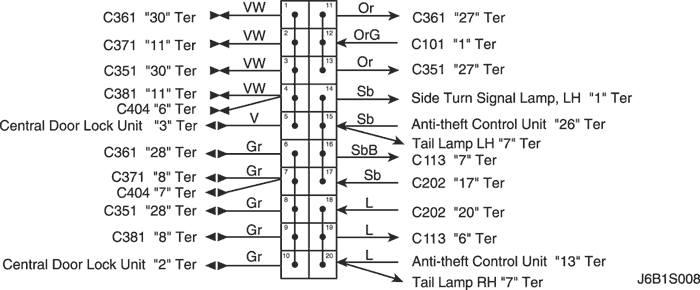 C361 "30" Ter VW 1 11 Or C361 "27" Ter
C371 "11" Ter VW 2 12 OrG C101 "1" Ter
C351 "30" Ter VW 3 13 Or C351 "27" Ter
C381 "11" Ter VW 4 14 Sb Side Turn Signal Lamp, LH "1" Ter
C404 "6" Ter
Central Door Lock Unit "3" Ter V 5 15 Sb Anti-theft Control Unit "26" Ter
Tail Lamp LH "7" Ter
C361 "28" Ter Gr 6 16 SbB C113 "7" Ter
C371 "8" Ter Gr 7 17 Sb C202 "17" Ter
C404 "7" Ter
C351 "28" Ter Gr 8 18 L C202 "20" Ter
C381 "8" Ter Gr 9 19 L C113 "6" Ter
Central Door Lock Unit "2" Ter Gr 10 20 L Anti-theft Control Unit "13" Ter
Tail Lamp RH "7" Ter
J6B1S008